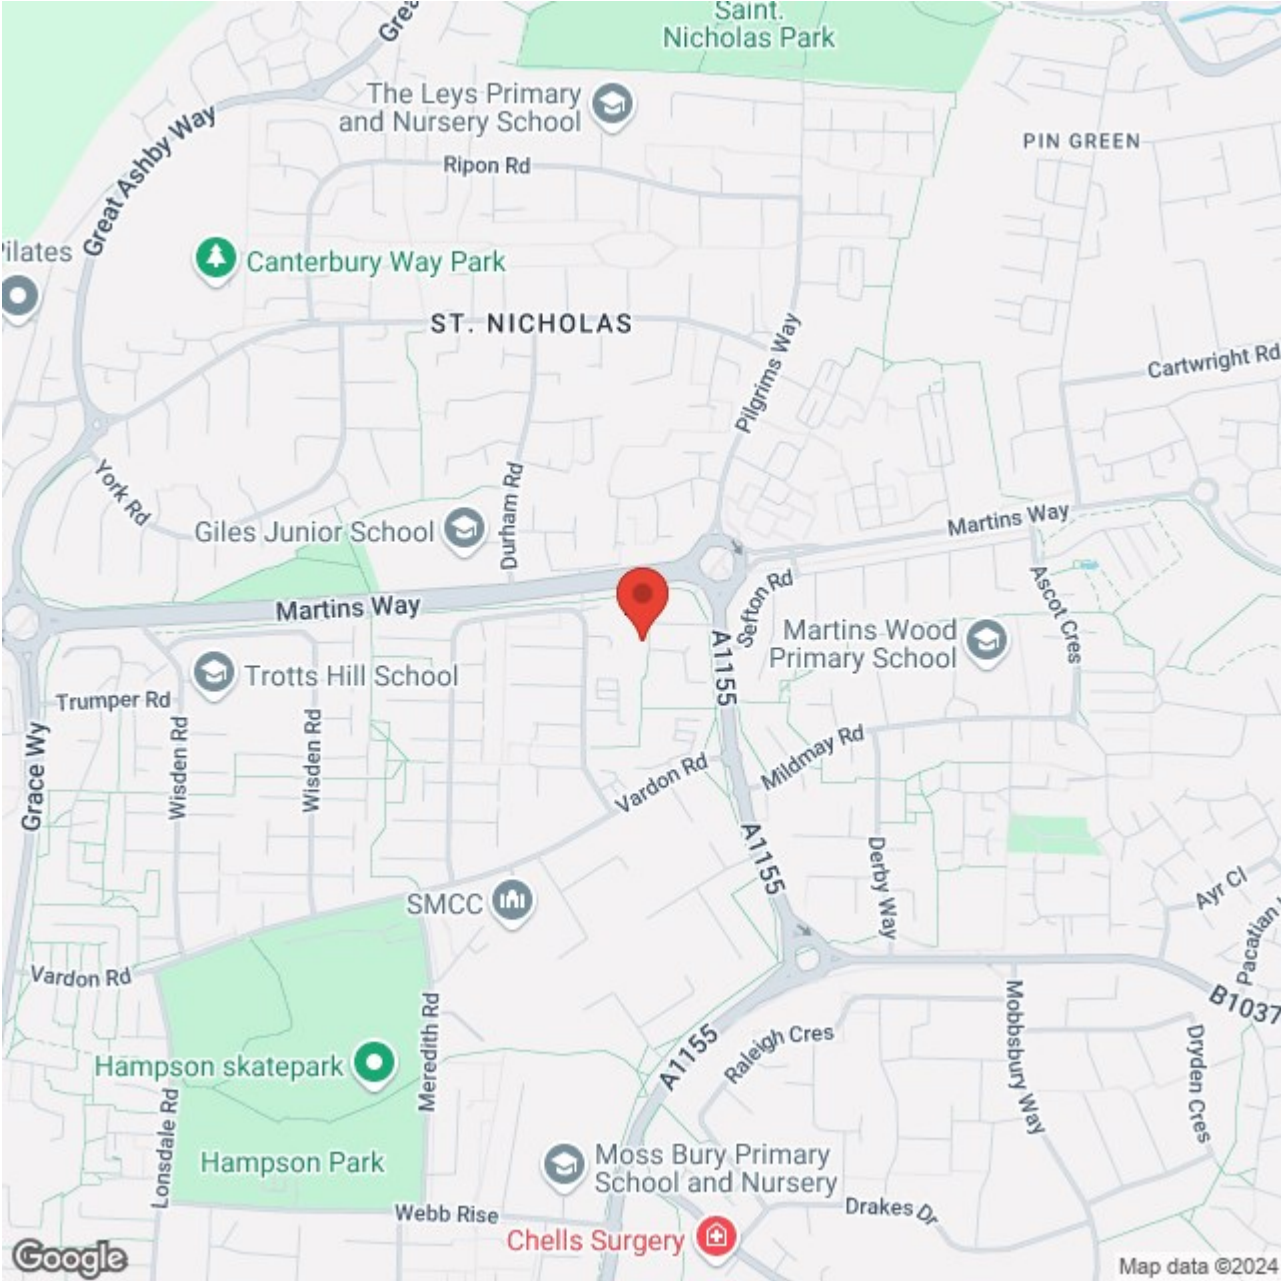 Saint.
Nicholas Park
Grea
The Leys Primary
and Nursery School
Great Ashby Way
PIN GREEN
Ripon Rd
Pilates
Canterbury Way Park
ST. NICHOLAS
Pilgrims Way
Cartwright Rd
York Rd
Durham Rd
Giles Junior School
Martins Way
Martins Way
Sefton Rd
Ascot Cres
Martins Wood
Primary School
A1155
Trotts Hill School
Trumper Rd
Wisden Rd
Wisden Rd
Grace Wy
Mildmay Rd
Vardon Rd
A1155
Derby Way
Ayr Cl
SMCC
Pacatian
Vardon Rd
B1037
Meredith Rd
Mobbsbury Way
Hampson skatepark
A1155
Raleigh Cres
Dryden Cres
Lonsdale Rd
Hampson Park
Moss Bury Primary
School and Nursery
Webb Rise
Drakes Dr
Chells Surgery
Google
Map data ©2024